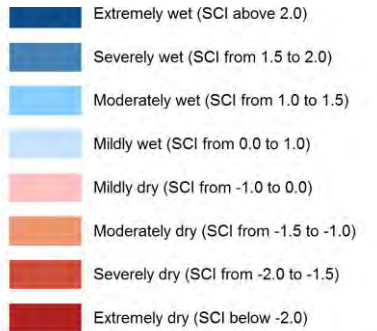 Extremely wet (SCI above 2.0)
Severely wet (SCI from 1.5 to 2.0)
Moderately wet (SCI from 1.0 to 1.5)
Mildly wet (SCI from 0.0 to 1.0)
Mildly dry (SCI from -1.0 to 0.0)
Moderately dry (SCI from -1.5 to -1.0)
Severely dry (SCI from -2.0 to -1.5)
Extremely dry (SCI below -2.0)